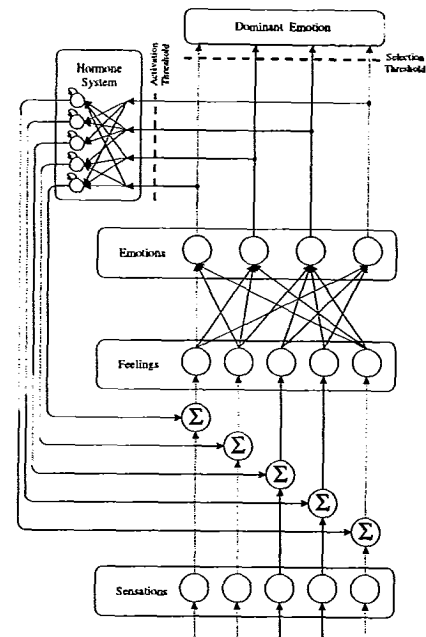 Dominant Emotion
Selection
Threshold
Hormone
System
Activation
Threshold
Emotions
Feelings
Σ
Σ
Σ
Σ
Σ
Sensations